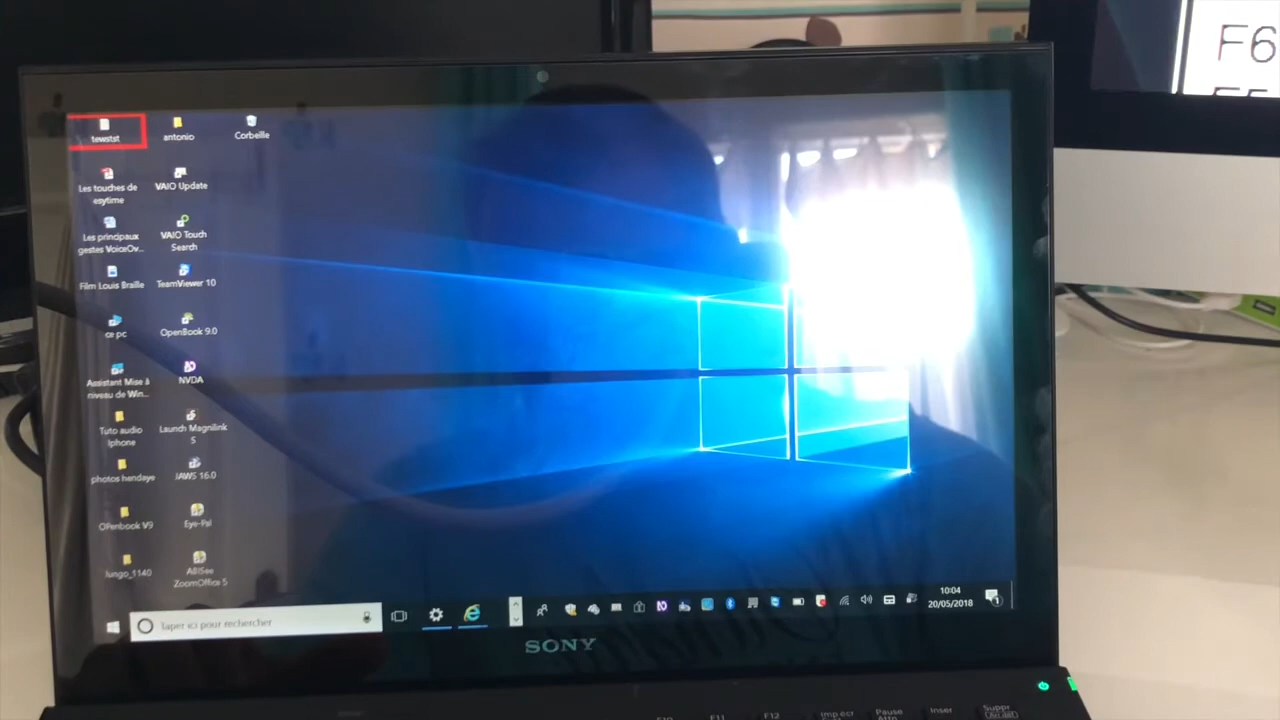 F6
tewstst
antonio
Corbeille
Les touches de
esytime
VAIO Update
Les principaux
gestes VoiceOv...
VAIO Touch
Search
Film Louis Braille
TeamViewer 10
ce pc
OpenBook 9.0
Assistant Mise à
niveau de Win...
NVDA
Tuto audio
Iphone
Launch Magnilink
S
photos hendaye
JAWS 16.0
OPenbook V9
Eye-Pal
lungo_1140
ABISee
ZoomOffice 5
Taper ici pour rechercher
10:04
20/05/2018
SONY
F10
F11
F12
Imp écr
Pause
Attn
Inser
Suppr